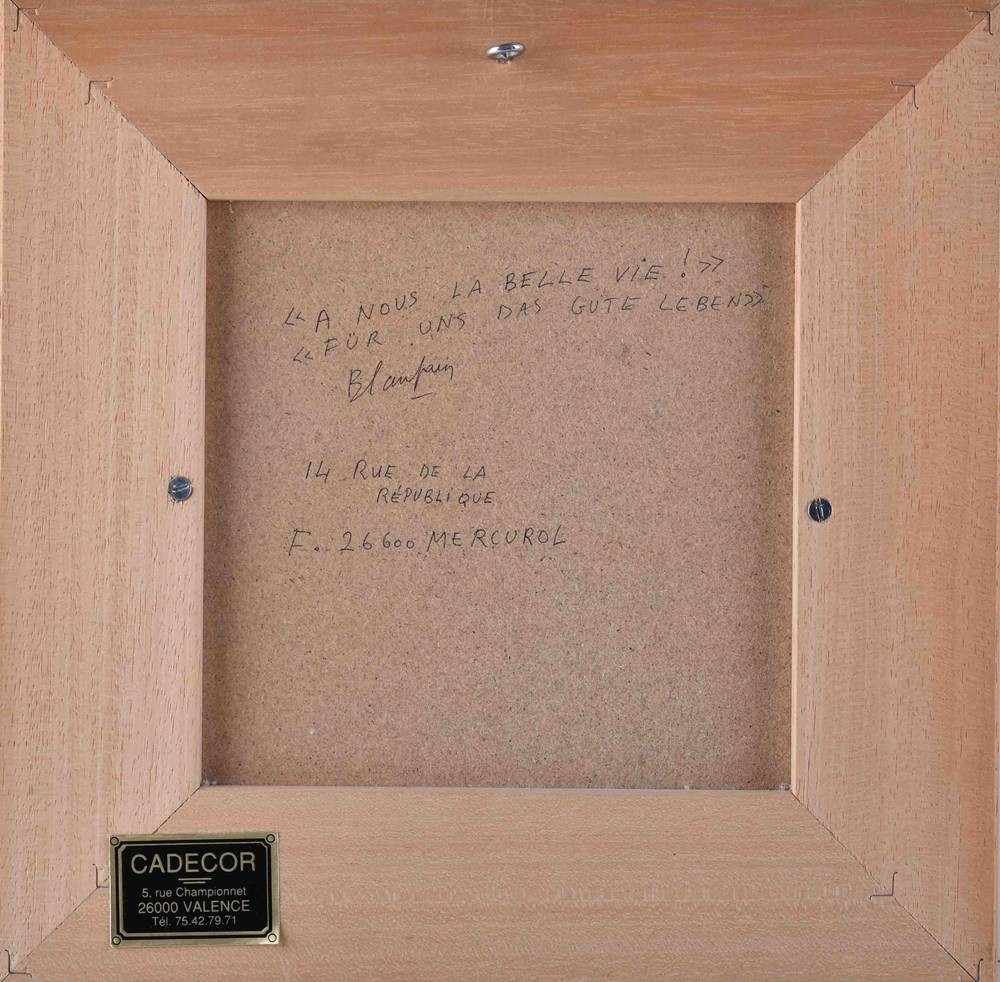 « A NOUS LA BELLE VIE ! »
« FÜR UNS DAS GUTE LEBEN »
Blanpain
14 RUE DE LA
RÉPUBLIQUE
F. 26600 MERCUROL
CADECOR
5, rue Championnet
26000 VALENCE
Tél. 75.42.79.71